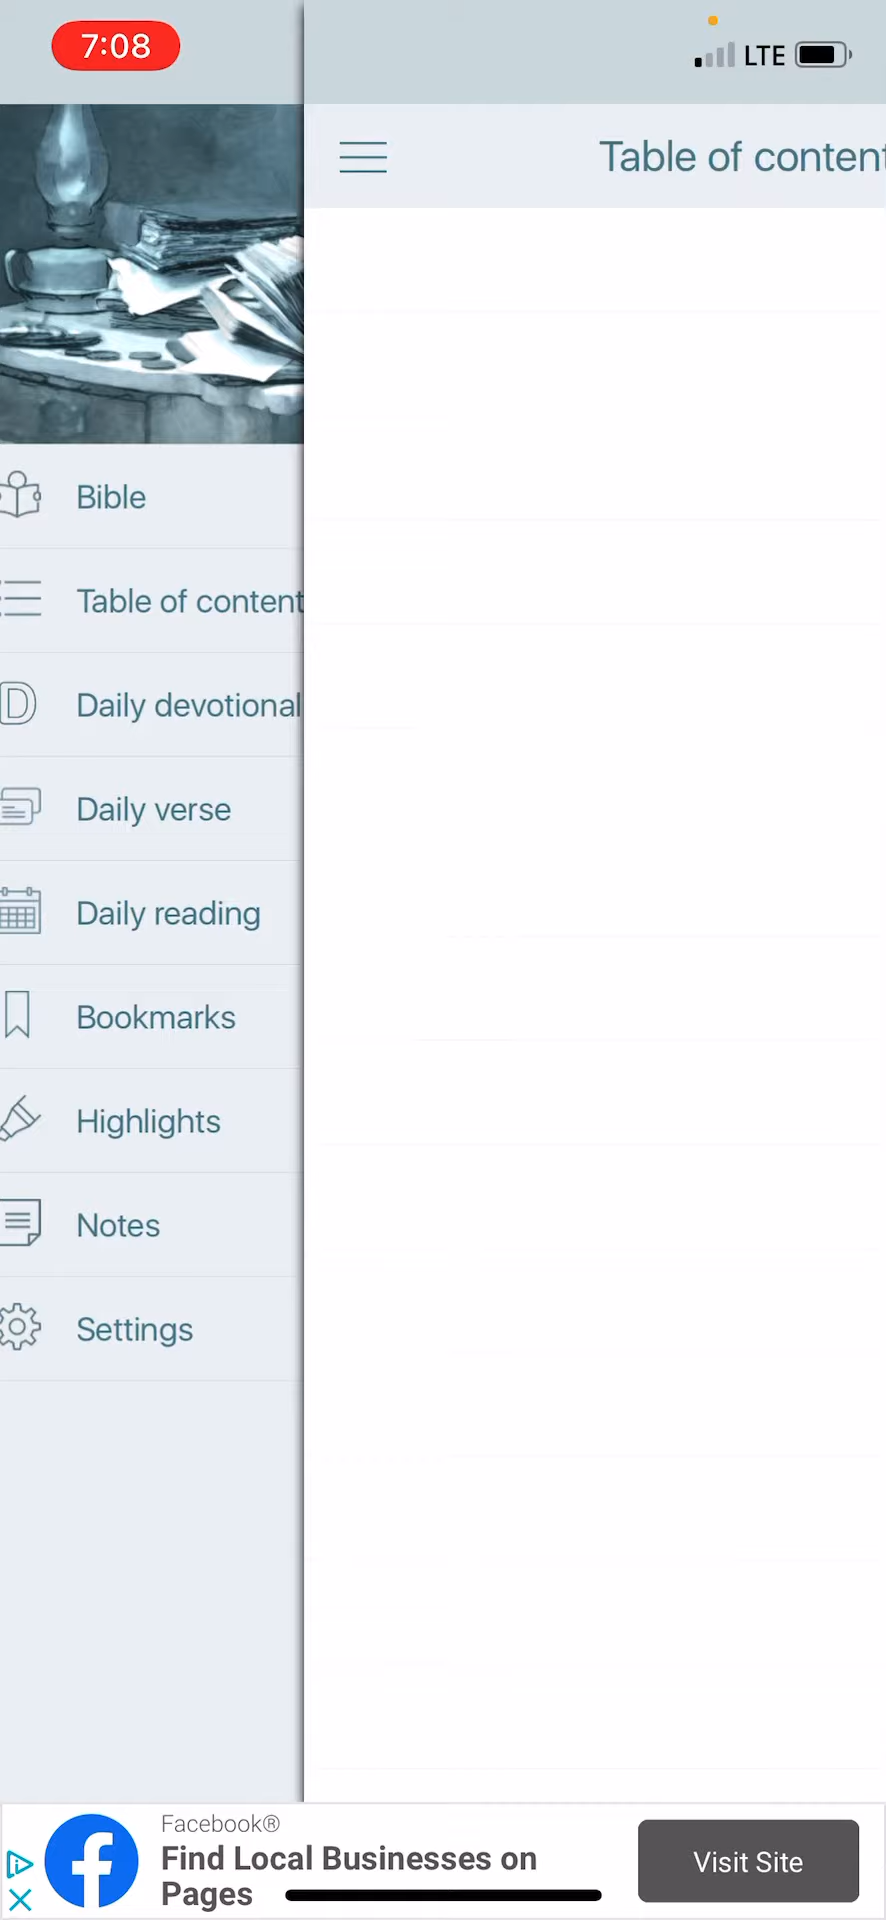 7:08
LTE
Table of content
Bible
Table of content
Daily devotional
Daily verse
Daily reading
Bookmarks
Highlights
Notes
Settings
Facebook®
Find Local Businesses on
Pages
Visit Site